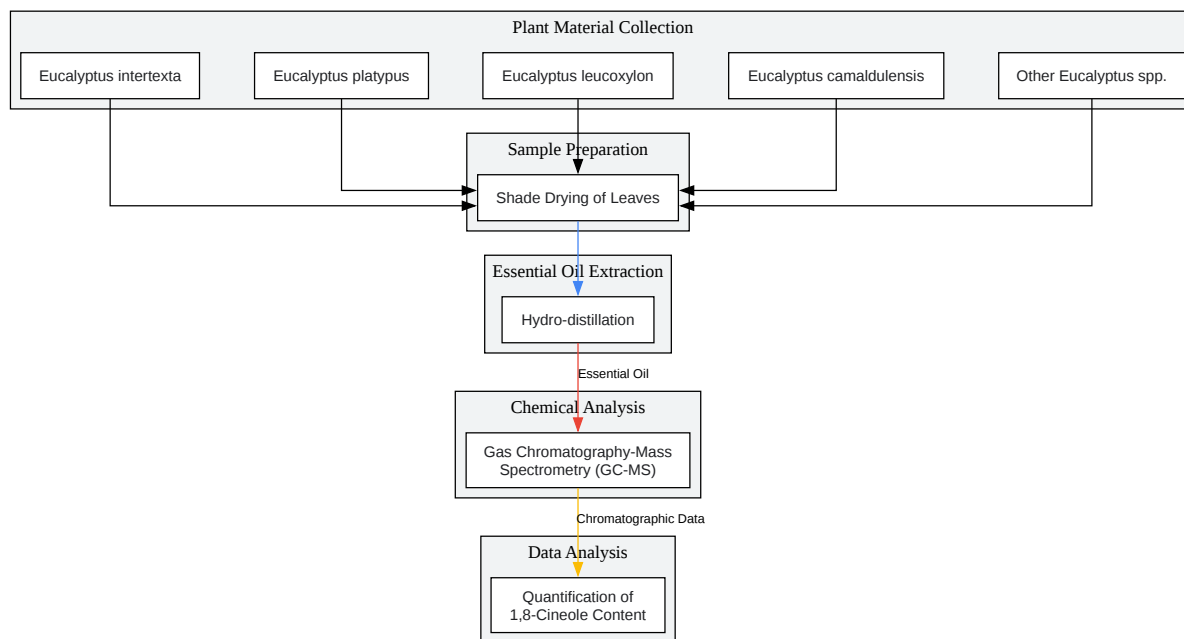 Plant Material Collection
Eucalyptus intertexta
Eucalyptus platypus
Eucalyptus leucoxylon
Eucalyptus camaldulensis
Other Eucalyptus spp.
Sample Preparation
Shade Drying of Leaves
Essential Oil Extraction
Hydro-distillation
Essential Oil
Chemical Analysis
Gas Chromatography-Mass
Spectrometry (GC-MS)
Chromatographic Data
Data Analysis
Quantification of
1,8-Cineole Content